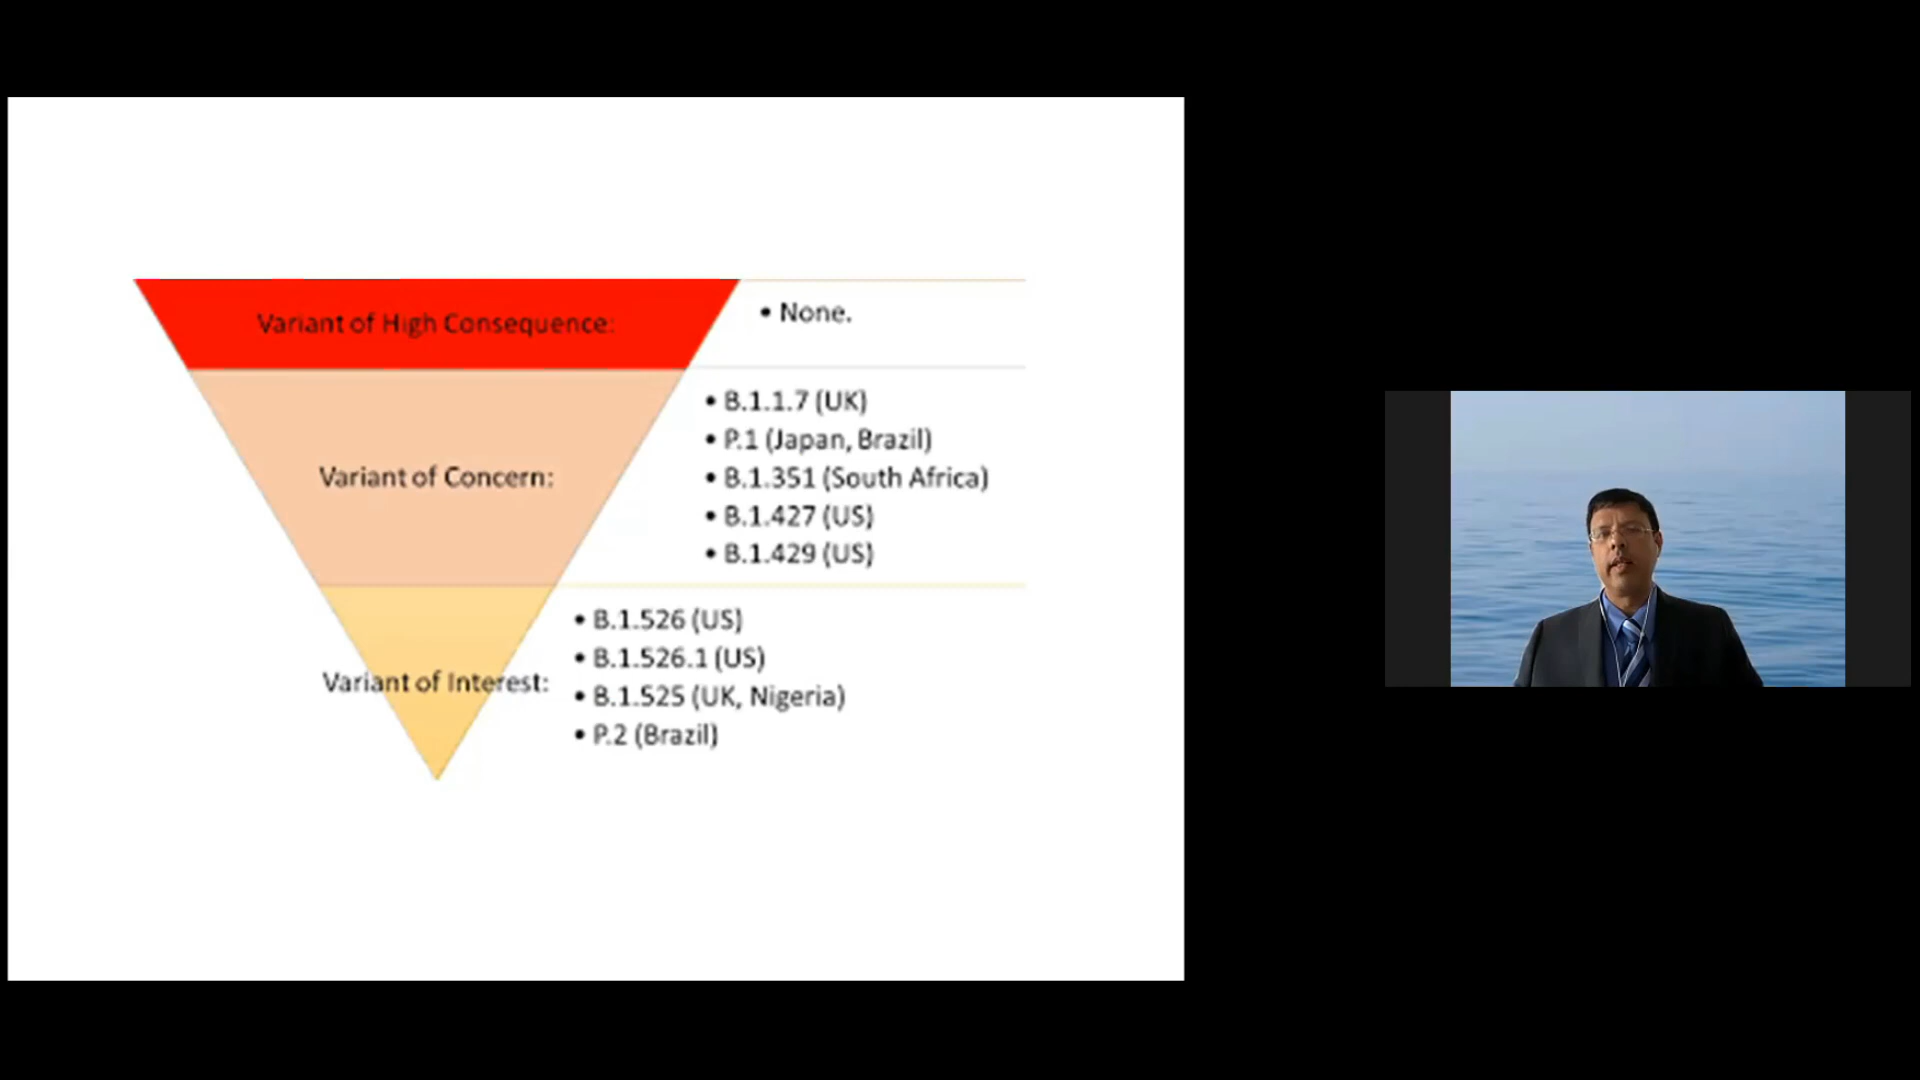 Variant of High Consequence:
• None.
Variant of Concern:
• B.1.1.7 (UK)
• P.1 (Japan, Brazil)
• B.1.351 (South Africa)
• B.1.427 (US)
• B.1.429 (US)
Variant of Interest:
• B.1.526 (US)
• B.1.526.1 (US)
• B.1.525 (UK, Nigeria)
• P.2 (Brazil)